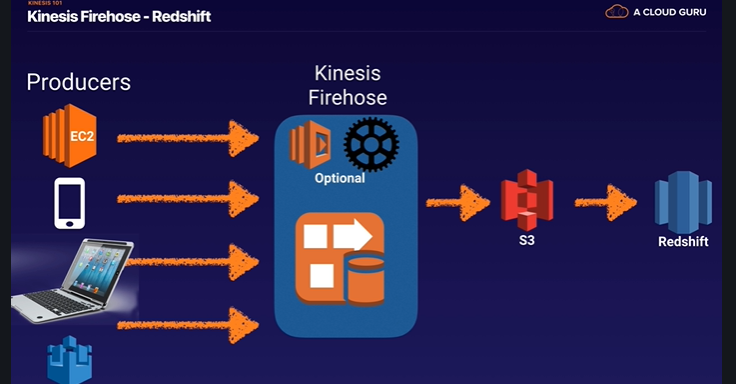 KINESIS 101
Kinesis Firehose - Redshift
A CLOUD GURU
Producers
Kinesis
Firehose
EC2
Optional
S3
Redshift